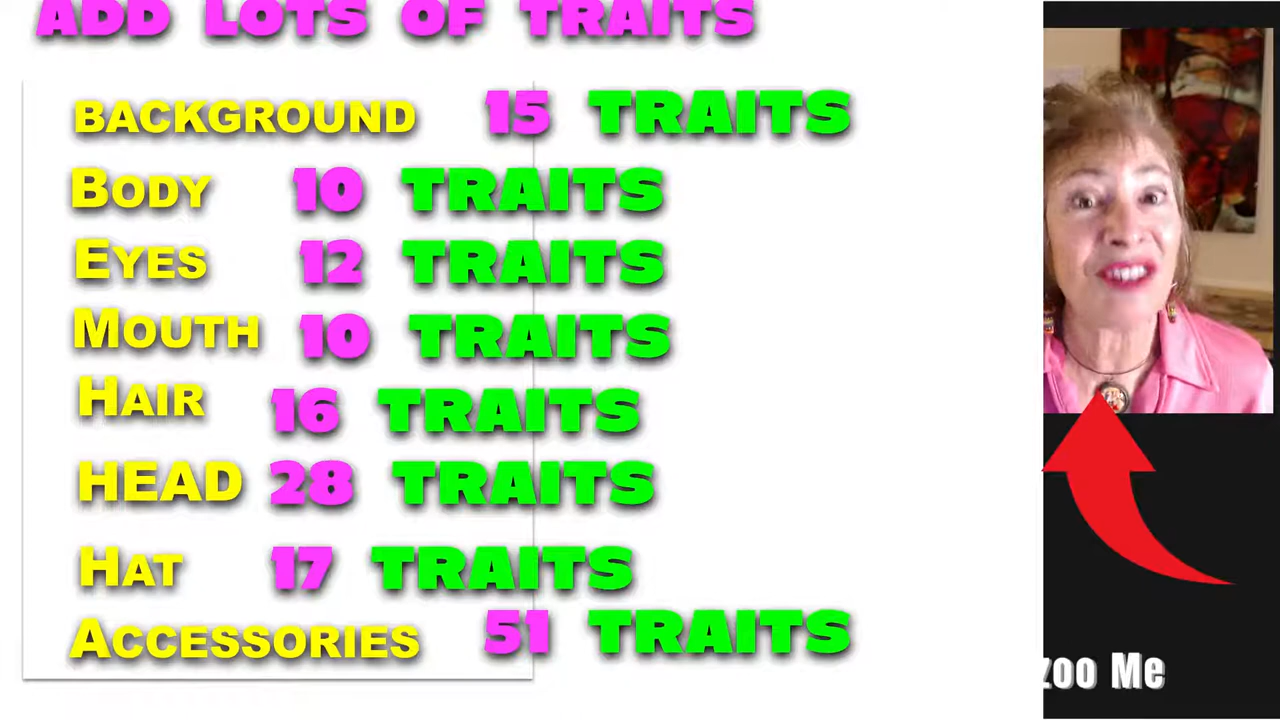 ADD LOTS OF TRAITS
BACKGROUND 15 TRAITS
BODY 10 TRAITS
EYES 12 TRAITS
MOUTH 10 TRAITS
HAIR 16 TRAITS
HEAD 28 TRAITS
HAT 17 TRAITS
ACCESSORIES 51 TRAITS
zoo Me